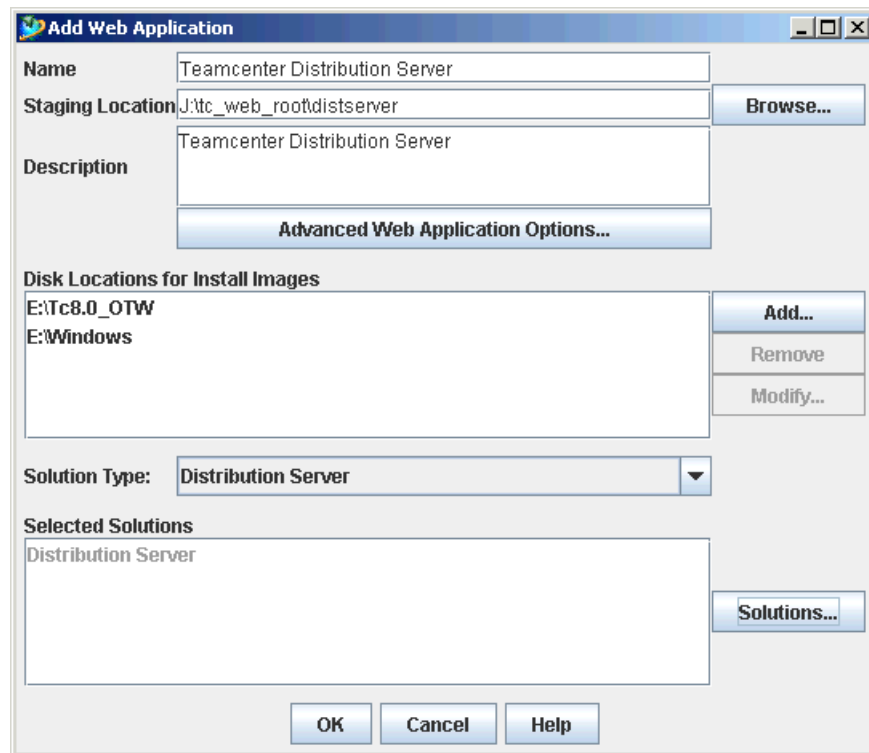 Add Web Application
Name Teamcenter Distribution Server
Staging Location J:\tc_web_root\distserver Browse...
Description Teamcenter Distribution Server
Advanced Web Application Options...
Disk Locations for Install Images
E:\Tc8.0_OTW Add...
E:\Windows
Remove
Modify...
Solution Type: Distribution Server
Selected Solutions
Distribution Server
Solutions...
OK Cancel Help